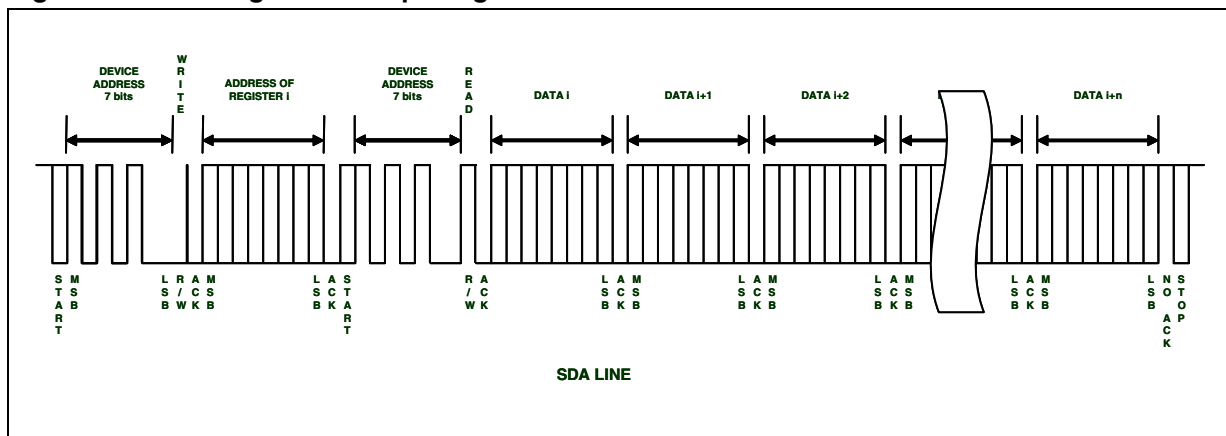 DEVICE
ADDRESS
7 bits
WRITE
ADDRESS OF
REGISTER i
DEVICE
ADDRESS
7 bits
READ
DATA i
DATA i+1
DATA i+2
DATA i+n
START
MSB
LSB
R/W
ACK
MSB
LSB
ACK
START
R/W
ACK
LSB
ACK
MSB
LSB
ACK
MSB
LSB
ACK
MSB
LSB
ACK
MSB
LSB
NO ACK
STOP
SDA LINE